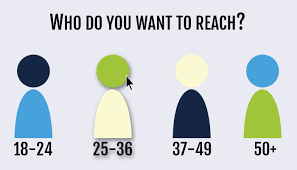 Who do you want to reach?
18-24 25-36 37-49 50+